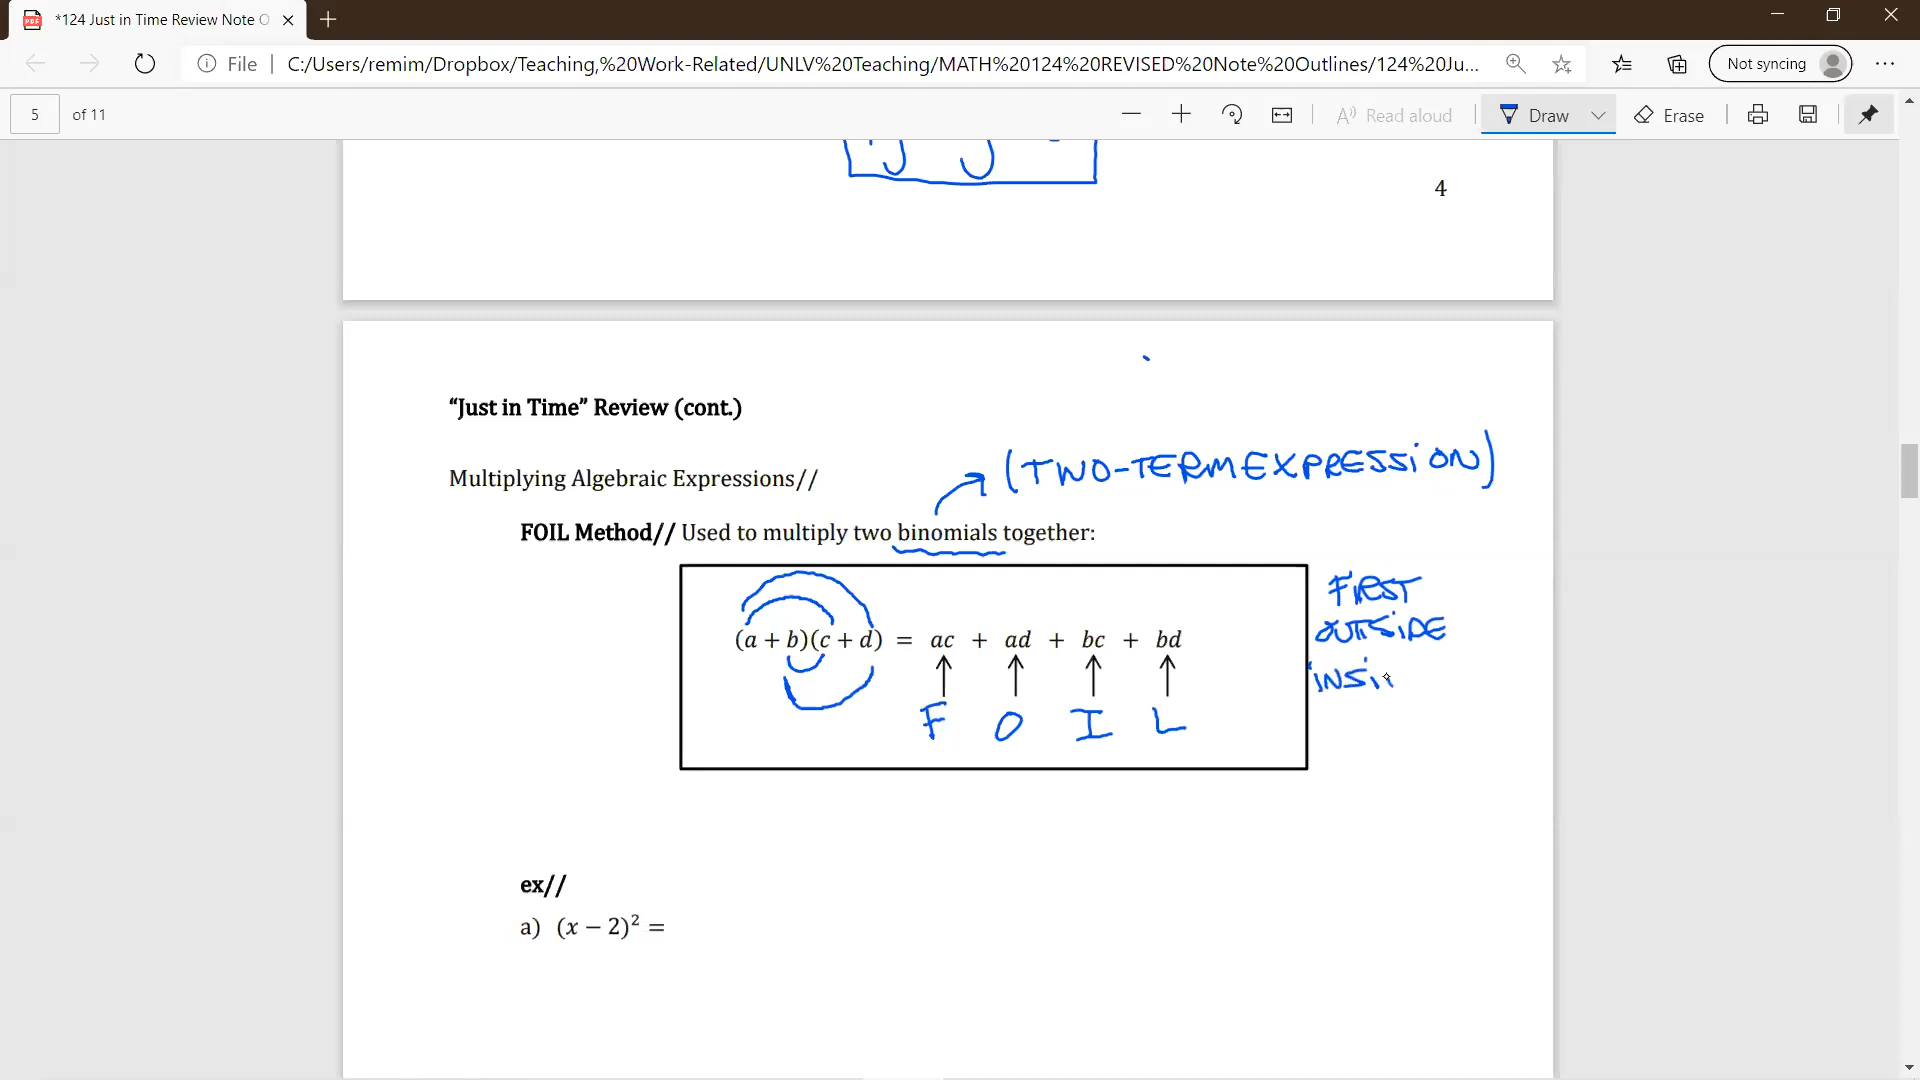 *124 Just in Time Review Note O
File
C:/Users/remim/Dropbox/Teaching,%20Work-Related/UNLV%20Teaching/MATH%20124%20REVISED%20Note%20Outlines/124%20Ju...
Not syncing
5 of 11
Read aloud
Draw
Erase
4
“Just in Time” Review (cont.)
(TWO-TERM EXPRESSION)
Multiplying Algebraic Expressions//
FOIL Method// Used to multiply two binomials together:
FIRST
OUTSIDE
(a + b)(c + d) = ac + ad + bc + bd
INSI
F O I L
ex//
a) (x − 2)² =